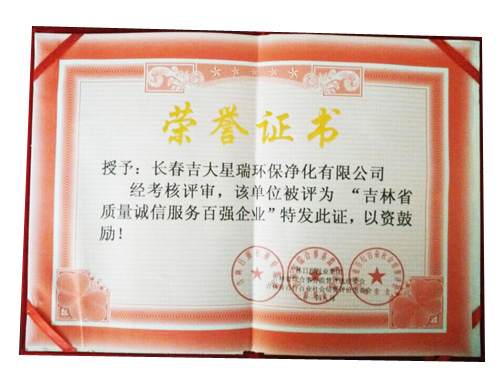 荣誉证书
授予：长春吉大星瑞环保净化有限公司
经考核评审，该单位被评为 “吉林省
质量诚信服务百强企业”特发此证，以资鼓
励！